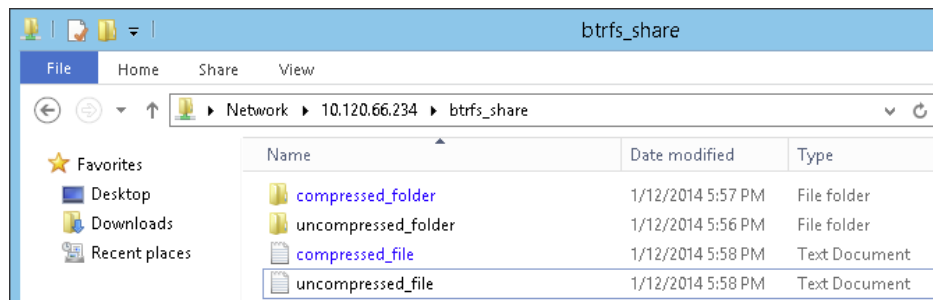 btrfs_share
File Home Share View
Network 10.120.66.234 btrfs_share
Favorites
Desktop
Downloads
Recent places
Name Date modified Type
compressed_folder 1/12/2014 5:57 PM File folder
uncompressed_folder 1/12/2014 5:56 PM File folder
compressed_file 1/12/2014 5:58 PM Text Document
uncompressed_file 1/12/2014 5:58 PM Text Document